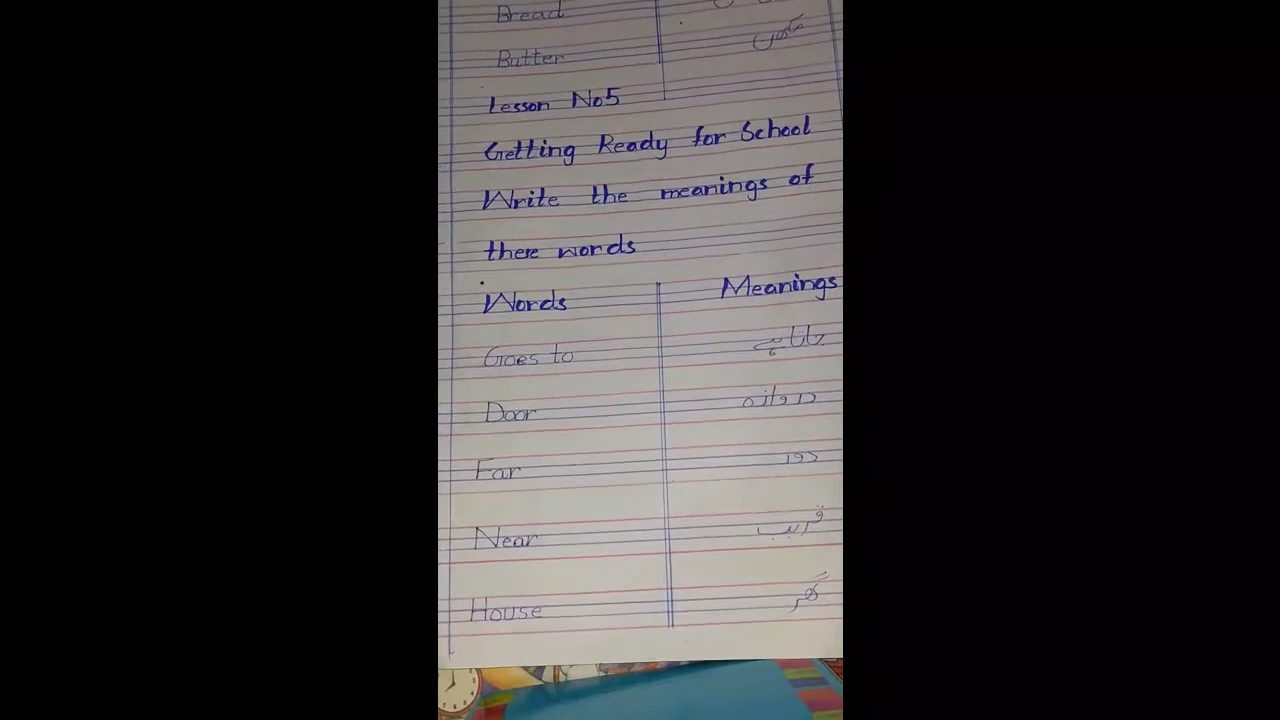 Bread
Butter مکھن
Lesson No5
Getting Ready for School
Write the meanings of
these words
Words Meanings
Goes to جاتا ہے
Door دروازہ
Far دور
Near قریب
House گھر